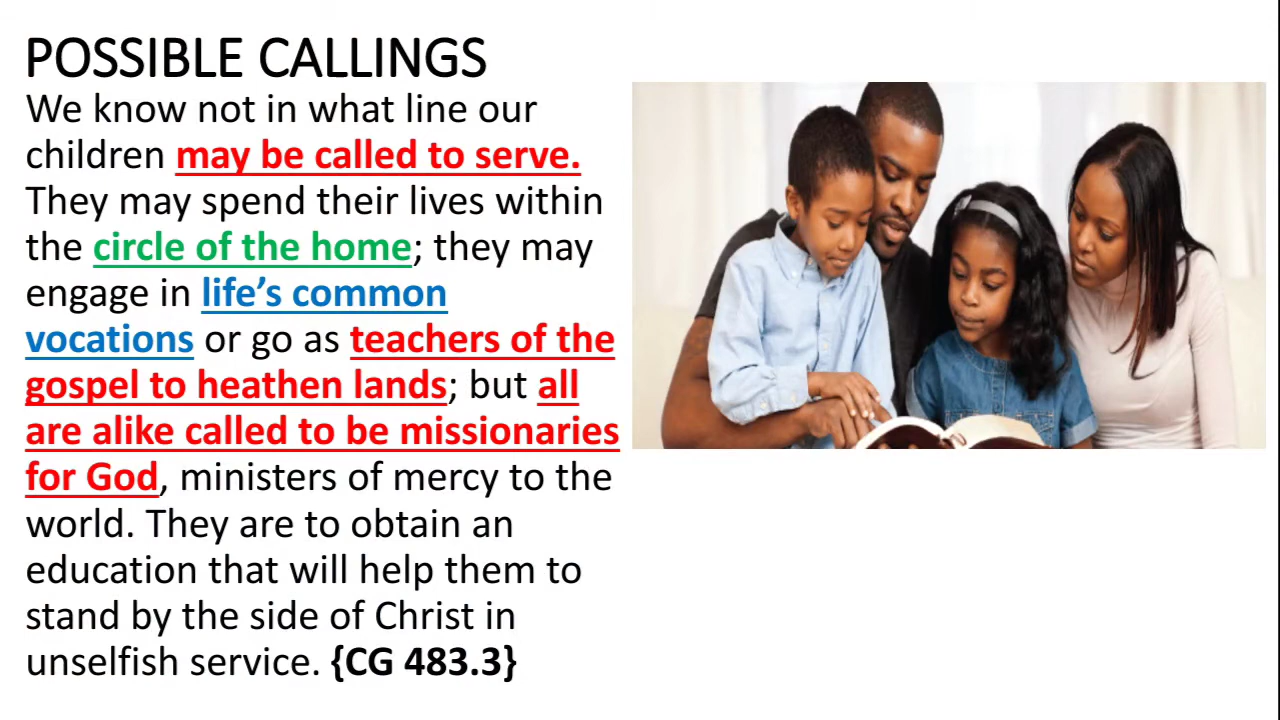 POSSIBLE CALLINGS
We know not in what line our
children may be called to serve.
They may spend their lives within
the circle of the home; they may
engage in life’s common
vocations or go as teachers of the
gospel to heathen lands; but all
are alike called to be missionaries
for God, ministers of mercy to the
world. They are to obtain an
education that will help them to
stand by the side of Christ in
unselfish service. {CG 483.3}